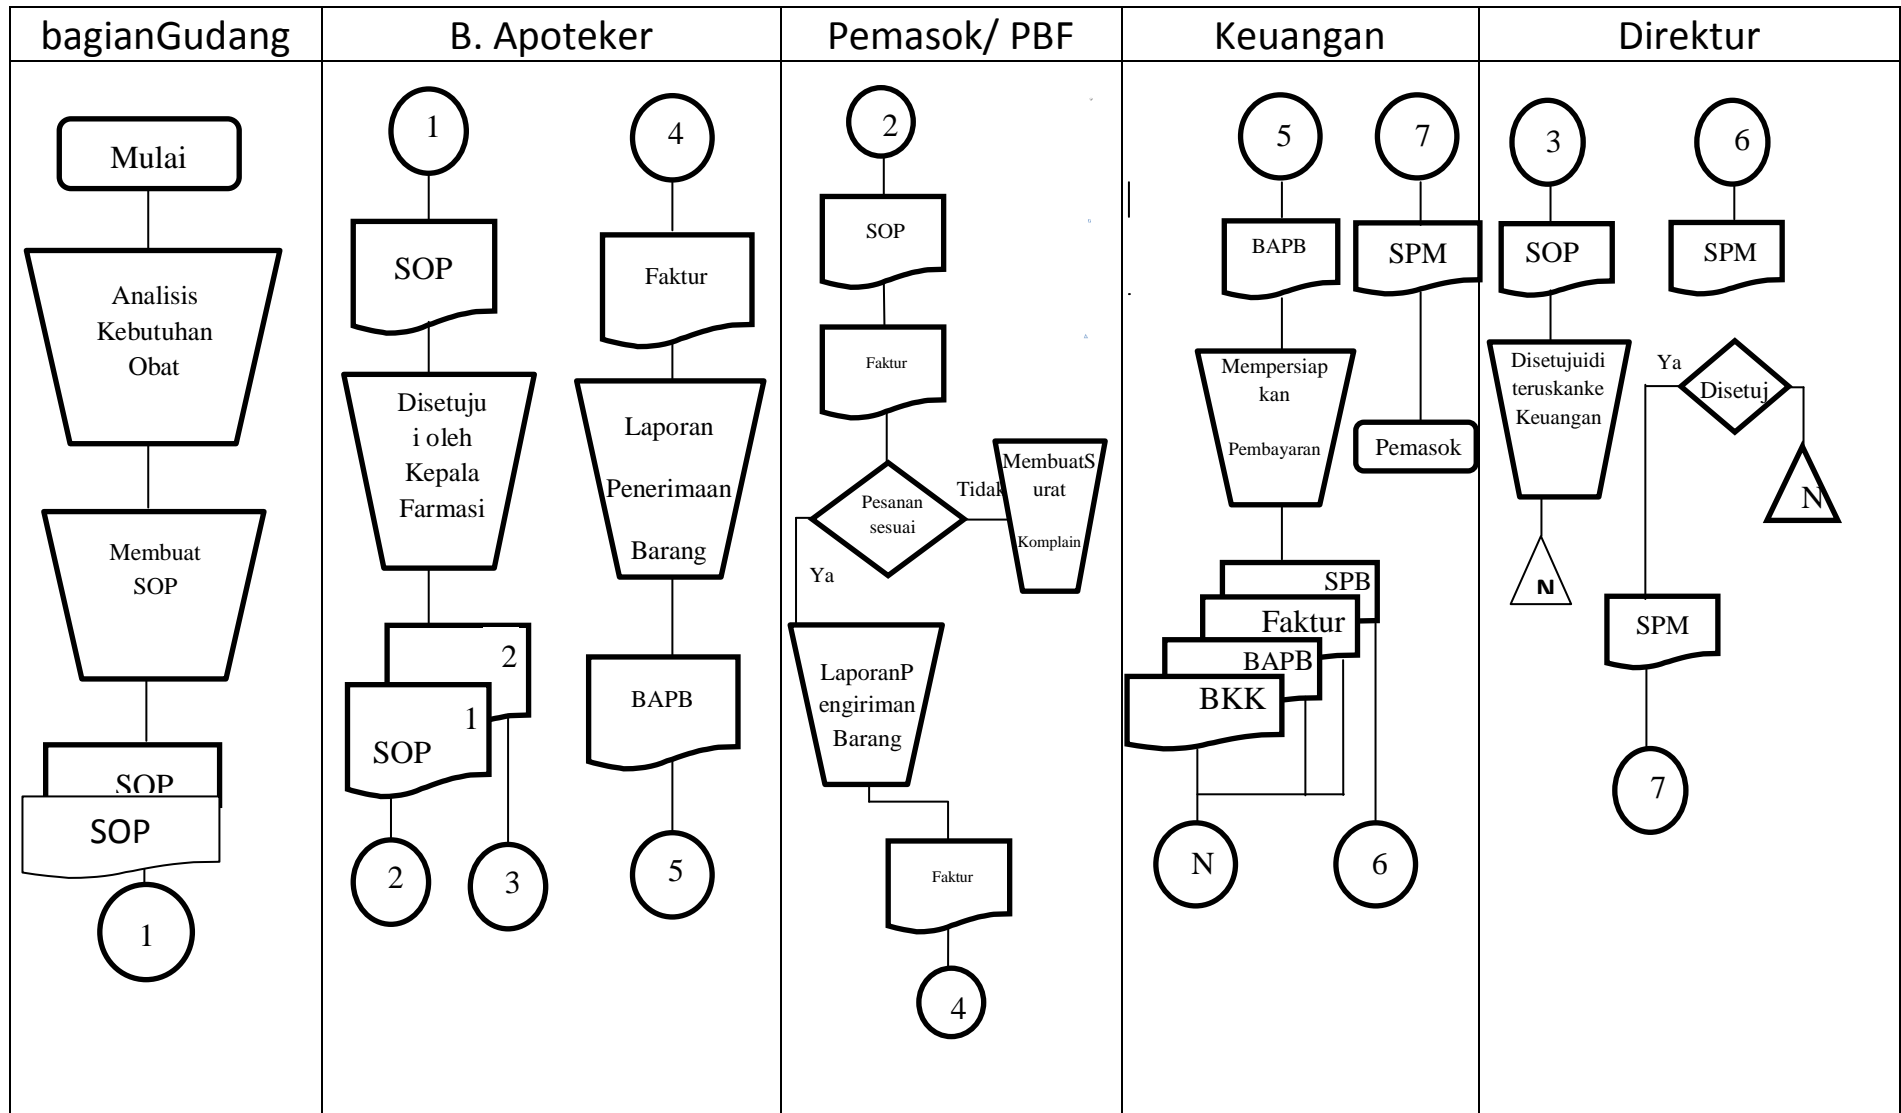 bagianGudang
B. Apoteker
Pemasok/ PBF
Keuangan
Direktur
Mulai
Analisis
Kebutuhan
Obat
Membuat
SOP
SOP
SOP
1
1
SOP
Disetuju
i oleh
Kepala
Farmasi
2
1
SOP
2
3
4
Faktur
Laporan
Penerimaan
Barang
BAPB
5
2
SOP
Faktur
Pesanan
sesuai
Tidak
MembuatS
urat
Komplain
Ya
LaporanP
engiriman
Barang
Faktur
4
5
BAPB
Mempersiap
kan
Pembayaran
SPB
Faktur
BAPB
BKK
N
6
7
SPM
Pemasok
3
SOP
Disetujuidi
teruskanke
Keuangan
N
6
SPM
Ya
Disetuj
N
SPM
7